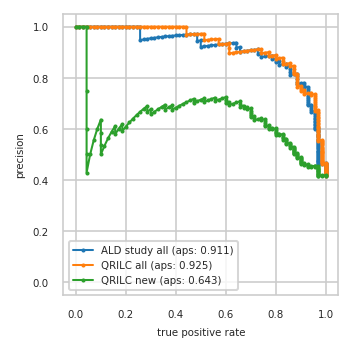 1.0
0.8
0.6
0.4
0.2
0.0
precision
ALD study all (aps: 0.911)
QRILC all (aps: 0.925)
QRILC new (aps: 0.643)
0.0 0.2 0.4 0.6 0.8 1.0
true positive rate